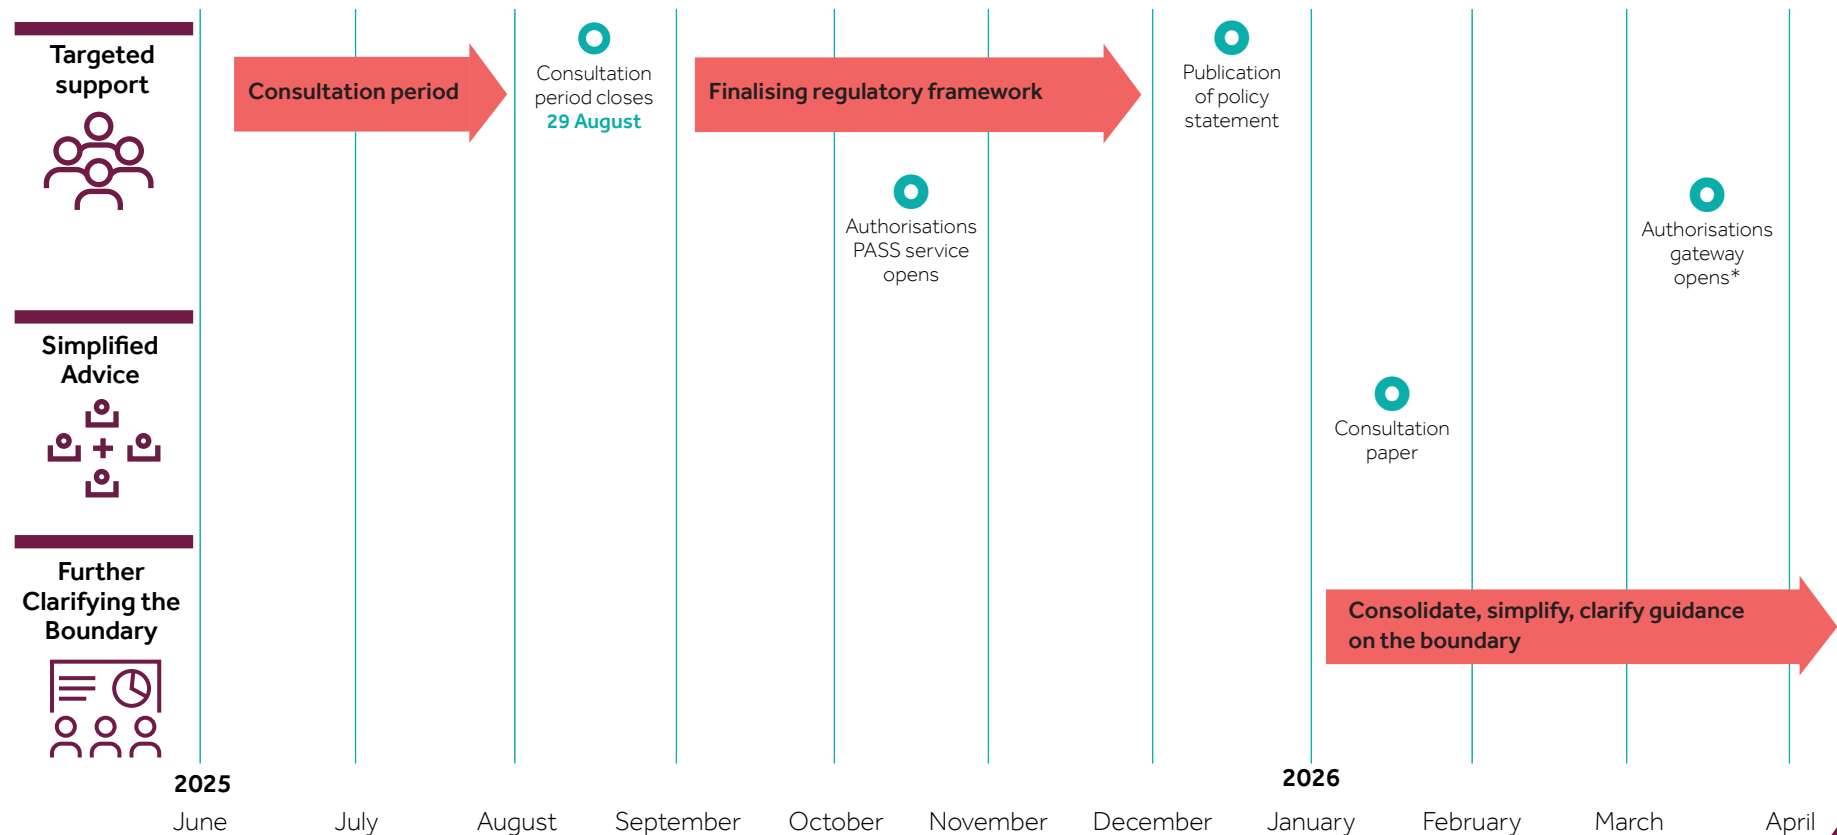 Targeted
support
Consultation period
Consultation
period closes
29 August
Finalising regulatory framework
Publication
of policy
statement
Authorisations
PASS service
opens
Authorisations
gateway
opens*
Simplified
Advice
Consultation
paper
Further
Clarifying the
Boundary
Consolidate, simplify, clarify guidance
on the boundary
2025
2026
June
July
August
September
October
November
December
January
February
March
April